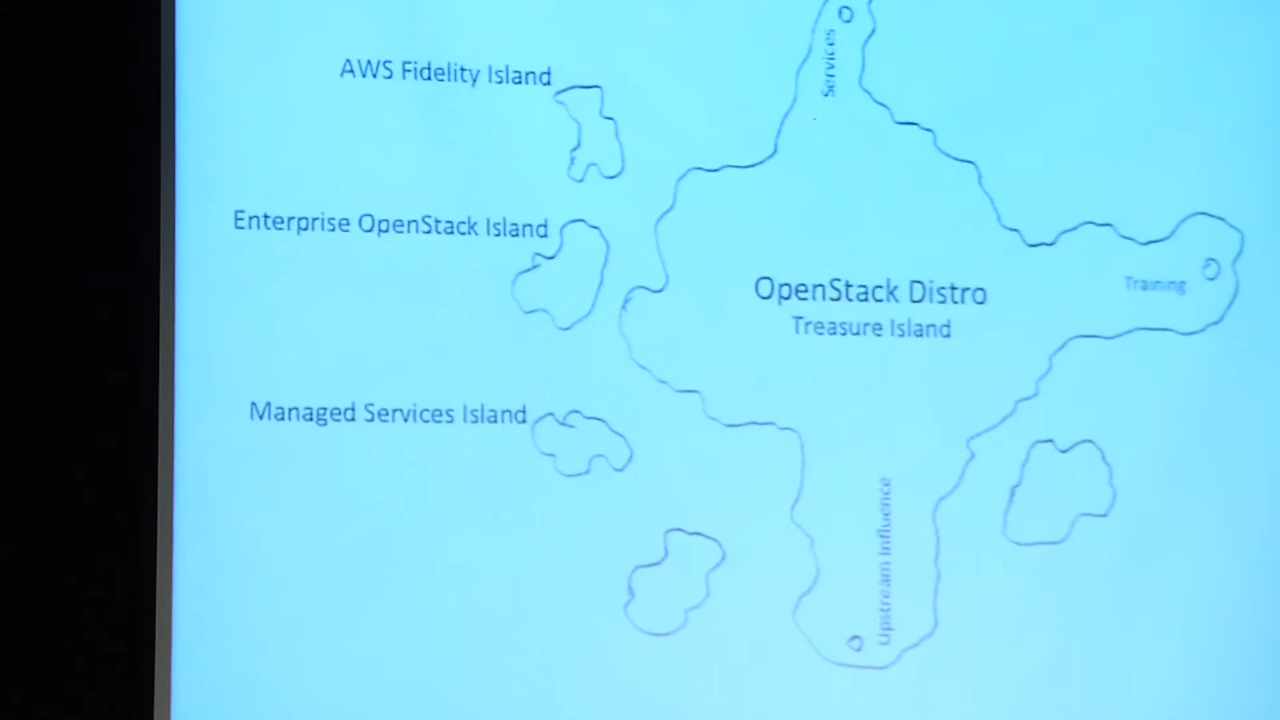 Services
AWS Fidelity Island
Enterprise OpenStack Island
OpenStack Distro
Treasure Island
Training
Managed Services Island
Upstream Influence